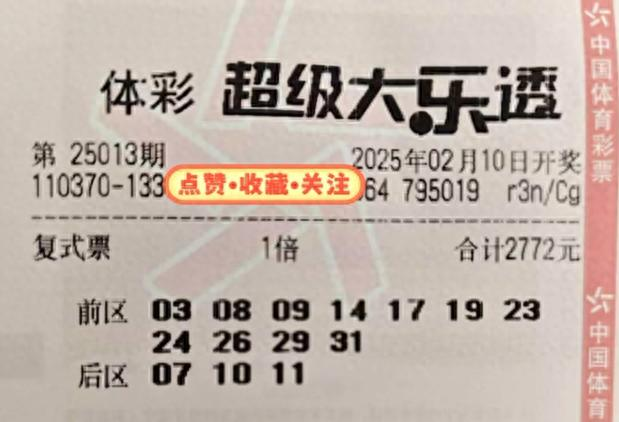 体彩 超级大乐透
第 25013期 2025年02月10日开奖
110370-133 点赞•收藏•关注 64 795019 r3n/Cg
复式票 1倍 合计2772元
前区 03 08 09 14 17 19 23
24 26 29 31
后区 07 10 11
中国体育彩票
中国体育